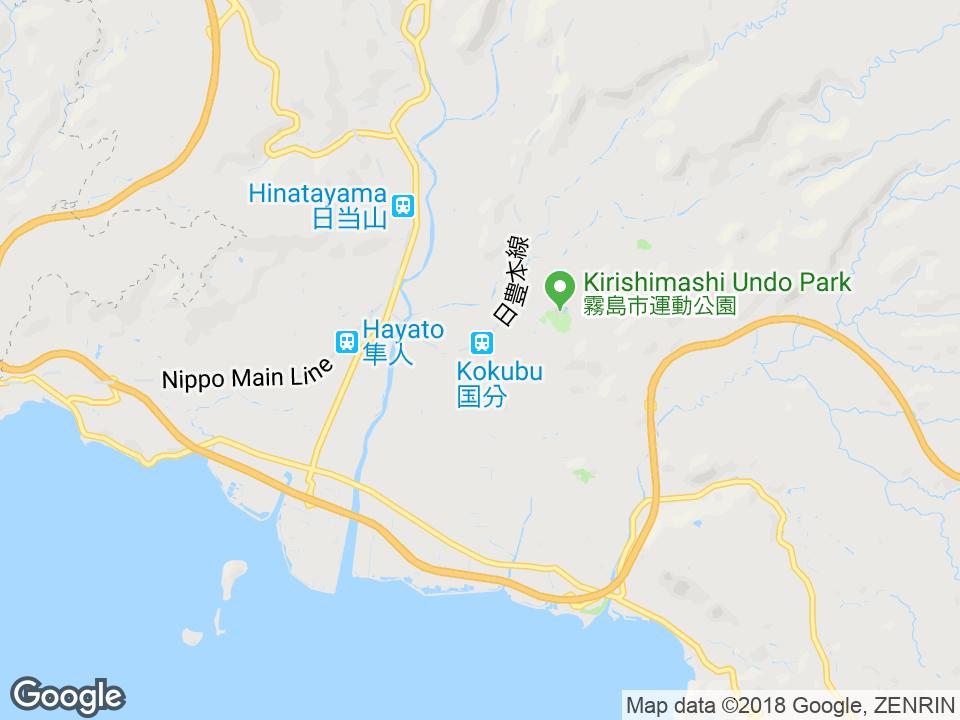 Hinatayama
日当山
日豊本線
Kirishimashi Undo Park
霧島市運動公園
Hayato
隼人
Nippo Main Line
Kokubu
国分
Google
Map data ©2018 Google, ZENRIN